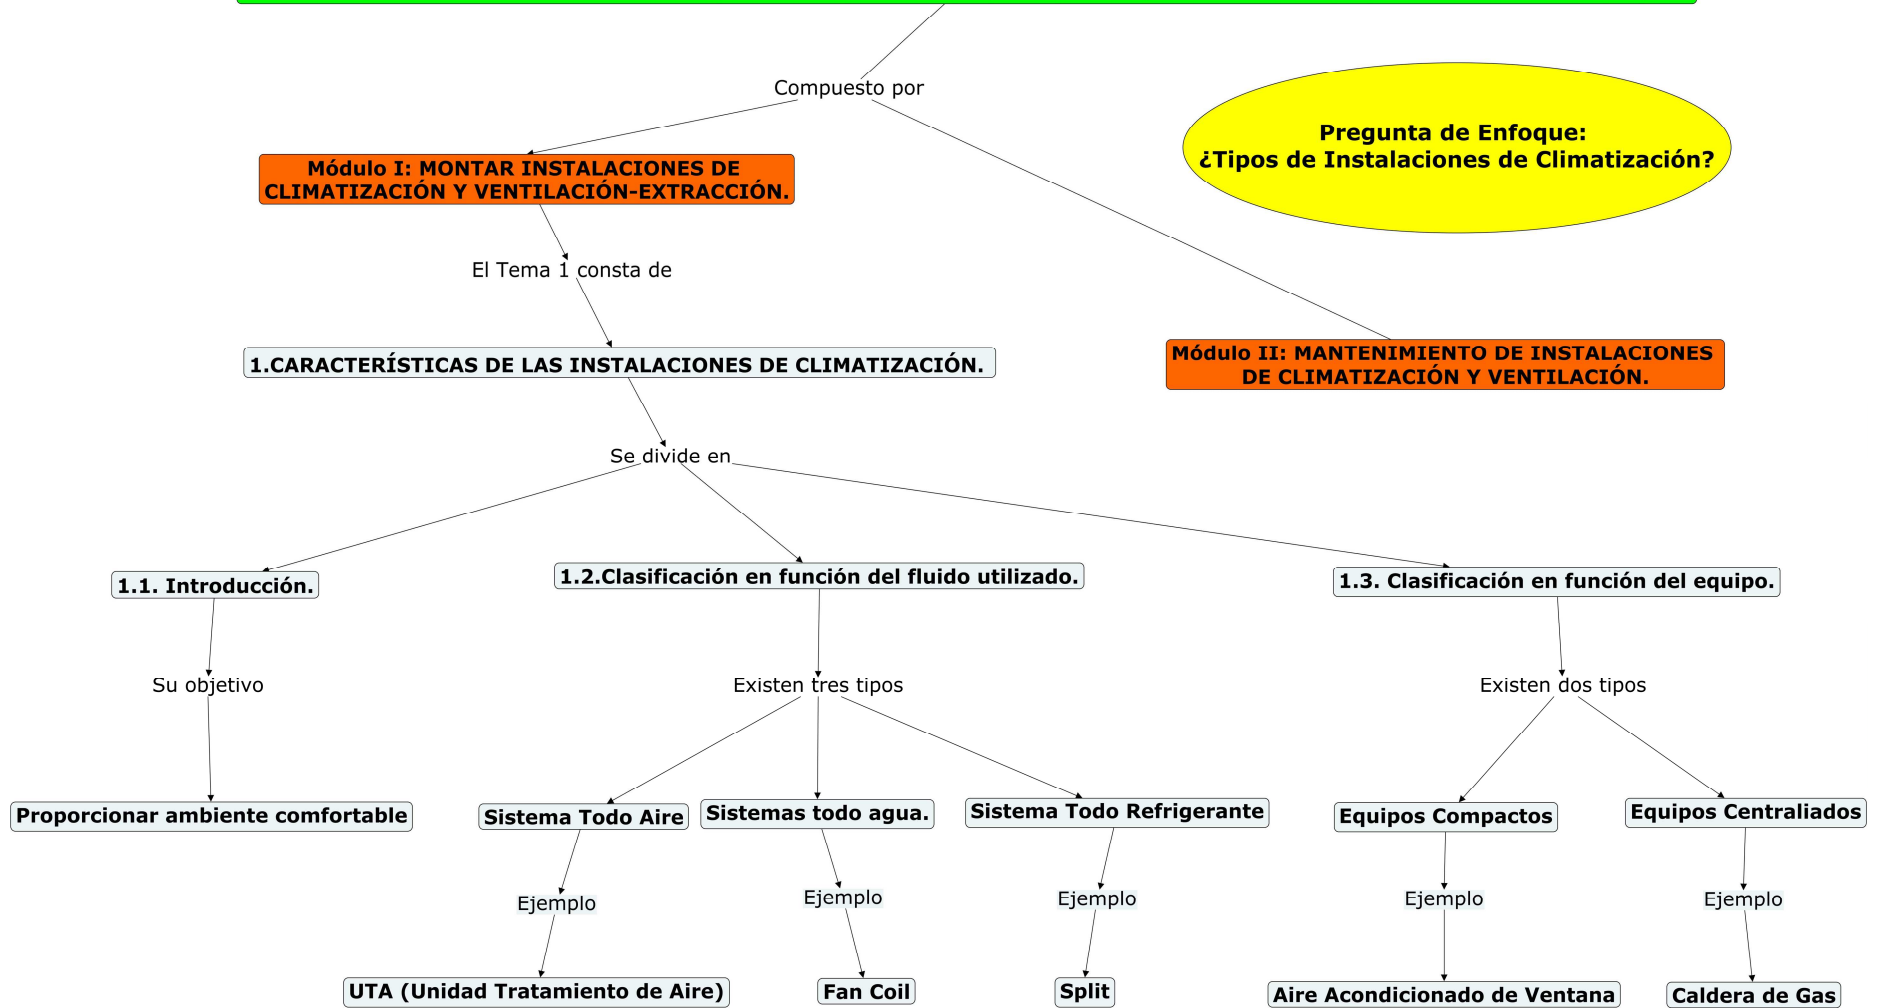 Compuesto por
Pregunta de Enfoque:
¿Tipos de Instalaciones de Climatización?
Módulo I: MONTAR INSTALACIONES DE
CLIMATIZACIÓN Y VENTILACIÓN-EXTRACCIÓN.
El Tema 1 consta de
1.CARACTERÍSTICAS DE LAS INSTALACIONES DE CLIMATIZACIÓN.
Módulo II: MANTENIMIENTO DE INSTALACIONES
DE CLIMATIZACIÓN Y VENTILACIÓN.
Se divide en
1.1. Introducción.
1.2.Clasificación en función del fluido utilizado.
1.3. Clasificación en función del equipo.
Su objetivo
Existen tres tipos
Existen dos tipos
Proporcionar ambiente comfortable
Sistema Todo Aire
Sistemas todo agua.
Sistema Todo Refrigerante
Equipos Compactos
Equipos Centraliados
Ejemplo
Ejemplo
Ejemplo
Ejemplo
Ejemplo
UTA (Unidad Tratamiento de Aire)
Fan Coil
Split
Aire Acondicionado de Ventana
Caldera de Gas